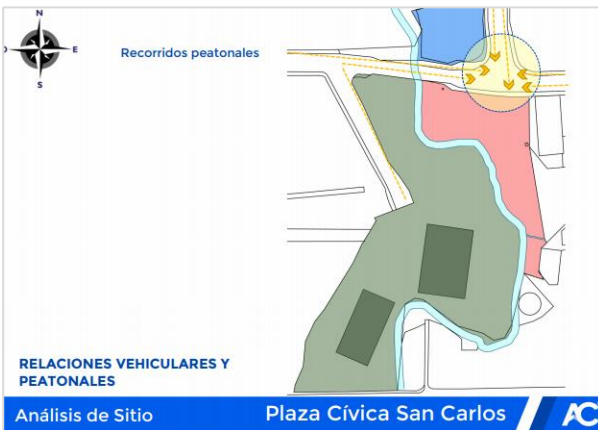 N
O
E
S
Recorridos peatonales
RELACIONES VEHICULARES Y
PEATONALES
Análisis de Sitio
Plaza Cívica San Carlos
AC